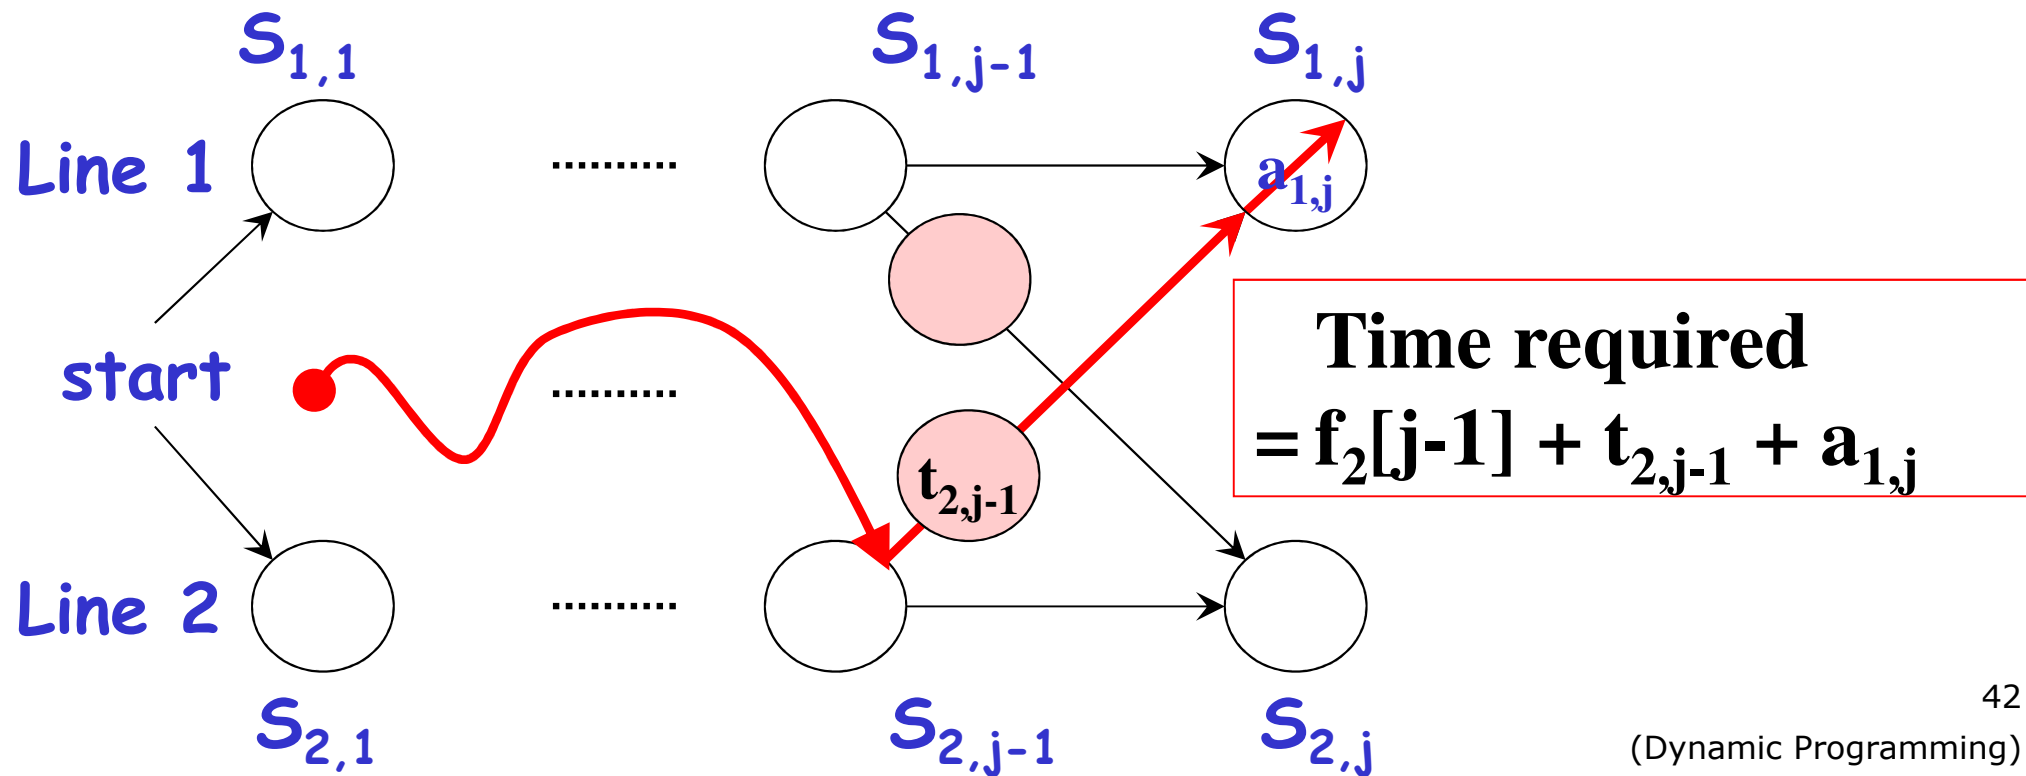 S1,1 S1,j-1 S1,j
Line 1
a1,j
Time required
start
= f2[j-1] + t2,j-1 + a1,j
t2,j-1
Line 2
S2,1 S2,j-1 S2,j
42
(Dynamic Programming)